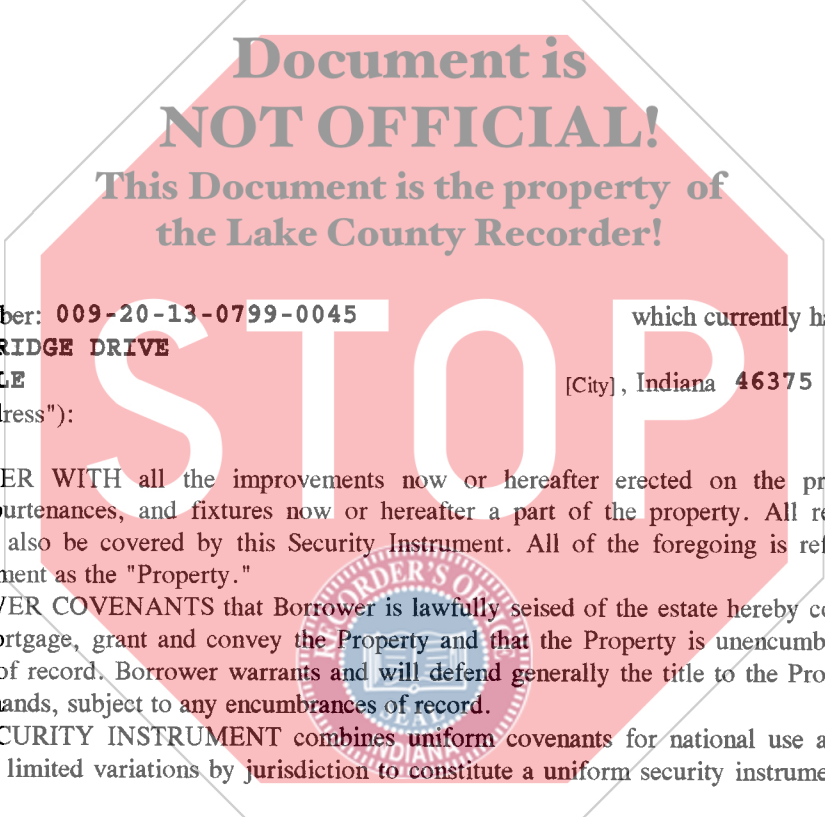 Document is
NOT OFFICIAL!
This Document is the property of
the Lake County Recorder!
STOP
ber: 009-20-13-0799-0045 which currently ha
RIDGE DRIVE
LE [City], Indiana 46375
dress"):
ER WITH all the improvements now or hereafter erected on the pr
ourtenances, and fixtures now or hereafter a part of the property. All re
also be covered by this Security Instrument. All of the foregoing is ref
ment as the "Property."
VER COVENANTS that Borrower is lawfully seised of the estate hereby co
ortgage, grant and convey the Property and that the Property is unencumb
of record. Borrower warrants and will defend generally the title to the Pro
ands, subject to any encumbrances of record.
CURITY INSTRUMENT combines uniform covenants for national use a
limited variations by jurisdiction to constitute a uniform security instrume
RECORDER'S OF
SEAL
INDIANA